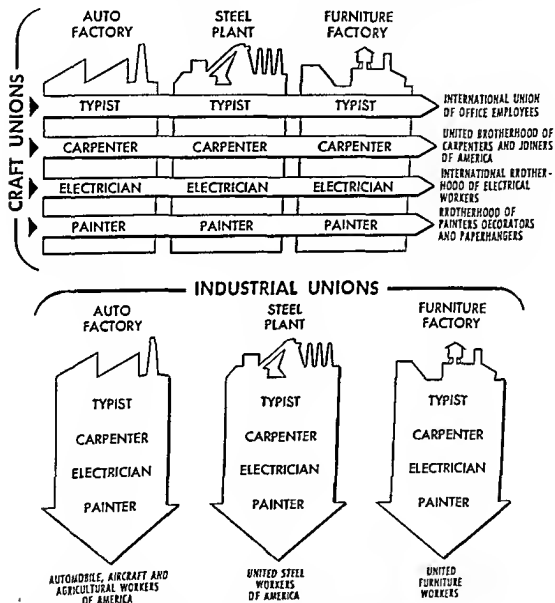 CRAFT UNIONS
AUTO
FACTORY
STEEL
PLANT
FURNITURE
FACTORY
TYPIST TYPIST TYPIST
INTERNATIONAL UNION
OF OFFICE EMPLOYEES
CARPENTER CARPENTER CARPENTER
UNITED BROTHERHOOD OF
CARPENTERS AND JOINERS
OF AMERICA
ELECTRICIAN ELECTRICIAN ELECTRICIAN
INTERNATIONAL BROTHER-
HOOD OF ELECTRICAL
WORKERS
PAINTER PAINTER PAINTER
BROTHERHOOD OF
PAINTERS DECORATORS
AND PAPERHANGERS
INDUSTRIAL UNIONS
AUTO
FACTORY
STEEL
PLANT
FURNITURE
FACTORY
TYPIST TYPIST TYPIST
CARPENTER CARPENTER CARPENTER
ELECTRICIAN ELECTRICIAN ELECTRICIAN
PAINTER PAINTER PAINTER
AUTOMOBILE, AIRCRAFT AND
AGRICULTURAL WORKERS
OF AMERICA
UNITED STEEL
WORKERS
OF AMERICA
UNITED
FURNITURE
WORKERS